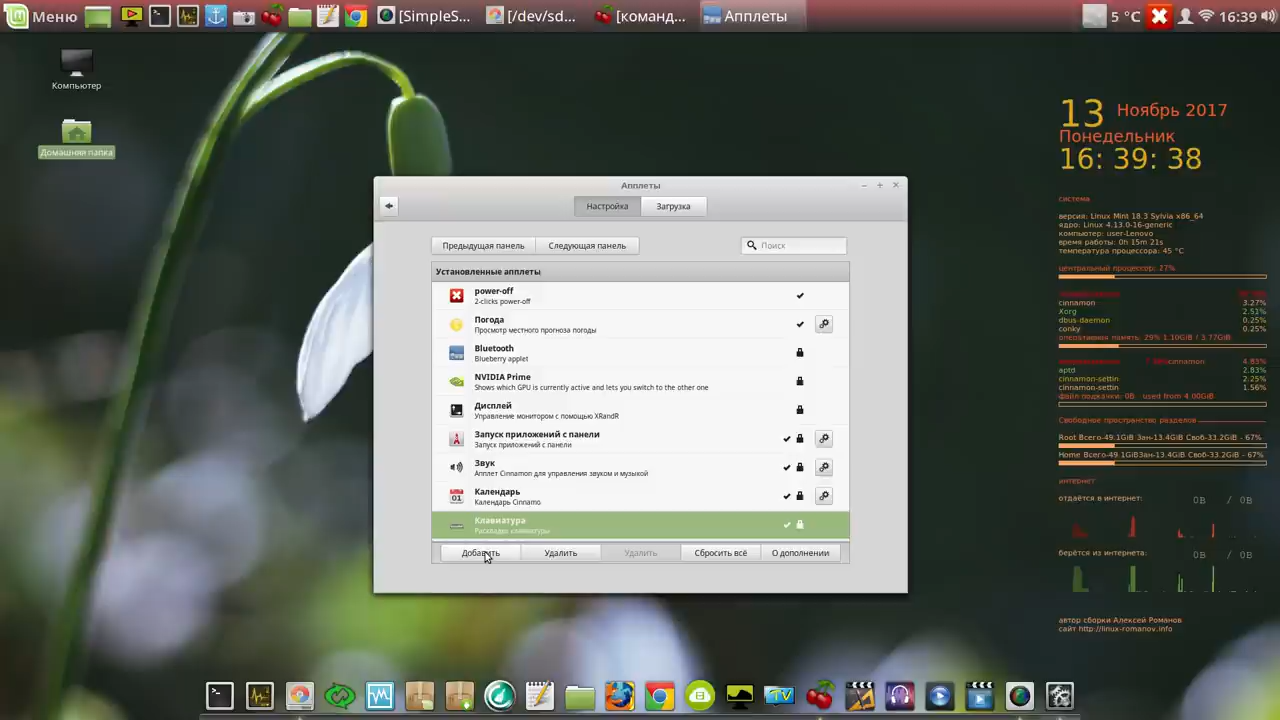 Меню
[SimpleS...
[/dev/sd...
[команд...
Апплеты
5 °C
16:39
Компьютер
Домашняя папка
Апплеты
Настройка
Загрузка
Предыдущая панель
Следующая панель
Поиск
Установленные апплеты
power-off
2-clicks power-off
Погода
Просмотр местного прогноза погоды
Bluetooth
Blueberry applet
NVIDIA Prime
Shows which GPU is currently active and lets you switch to the other one
Дисплей
Управление монитором с помощью XRandR
Запуск приложений с панели
Запуск приложений с панели
Звук
Апплет Cinnamon для управления звуком и музыкой
01
Календарь
Календарь Cinnamo
Клавиатура
Раскладка клавиатуры
Добавить
Удалить
Удалить
Сбросить всё
О дополнении
13 Ноябрь 2017
Понедельник
16: 39: 38
система
версия: Linux Mint 18.3 Sylvia x86_64
ядро: Linux 4.13.0-16-generic
компьютер: user-Lenovo
время работы: 0h 15m 21s
температура процессора: 45 °C
центральный процессор: 27%
cinnamon 3.27%
Xorg 2.51%
dbus-daemon 0.25%
conky 0.25%
оперативная память: 29% 1.10GiB / 3.77GiB
cinnamon 4.83%
aptd 2.83%
cinnamon-settin 2.25%
cinnamon-settin 1.56%
файл подкачки: 0B used from 4.00GiB
Свободное пространство разделов
Root Всего-49.1GiB Зан-13.4GiB Своб-33.2GiB - 67%
Home Всего-49.1GiBЗан-13.4GiB Своб-33.2GiB - 67%
интернет
отдаётся в интернет: 0B / 0B
берётся из интернета: 0B / 0B
автор сборки Алексей Романов
сайт http://linux-romanov.info
TV